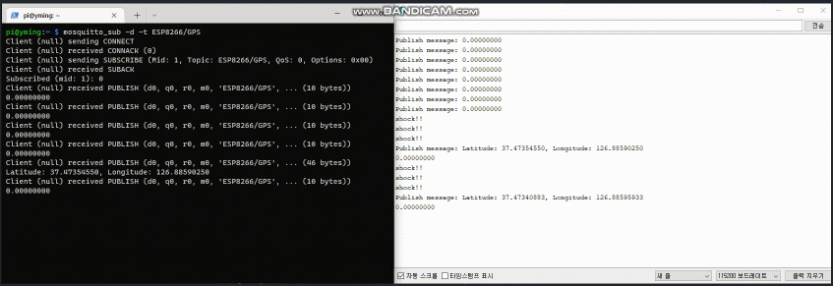 pi@yming: ~
WWW.BANDICAM.COM
pi@yming:~ $ mosquitta_sub -d -t ESP8266/GPS
Client (null) sending CONNECT
Client (null) received CONNACK (0)
Client (null) sending SUBSCRIBE (Mid: 1, Topic: ESP8266/GPS, QoS: 0, Options: 0x00)
Client (null) received SUBACK
Subscribed (mid: 1): 0
Client (null) received PUBLISH (d0, q0, r0, m0, 'ESP8266/GPS', ... (10 bytes))
0.00000000
Client (null) received PUBLISH (d0, q0, r0, m0, 'ESP8266/GPS', ... (10 bytes))
0.00000000
Client (null) received PUBLISH (d0, q0, r0, m0, 'ESP8266/GPS', ... (10 bytes))
0.00000000
Client (null) received PUBLISH (d0, q0, r0, m0, 'ESP8266/GPS', ... (10 bytes))
0.00000000
Client (null) received PUBLISH (d0, q0, r0, m0, 'ESP8266/GPS', ... (46 bytes))
Latitude: 37.47354550, Longitude: 126.88590250
Client (null) received PUBLISH (d0, q0, r0, m0, 'ESP8266/GPS', ... (10 bytes))
0.00000000
전송
Publish message: 0.00000000
Publish message: 0.00000000
Publish message: 0.00000000
Publish message: 0.00000000
Publish message: 0.00000000
Publish message: 0.00000000
Publish message: 0.00000000
Publish message: 0.00000000
shock!!
shock!!
shock!!
Publish message: Latitude: 37.47354550, Longitude: 126.88590250
0.00000000
shock!!
shock!!
shock!!
Publish message: Latitude: 37.47340883, Longitude: 126.88595933
0.00000000
자동 스크롤 타임스탬프 표시
새 줄
115200 보드레이트
출력 지우기